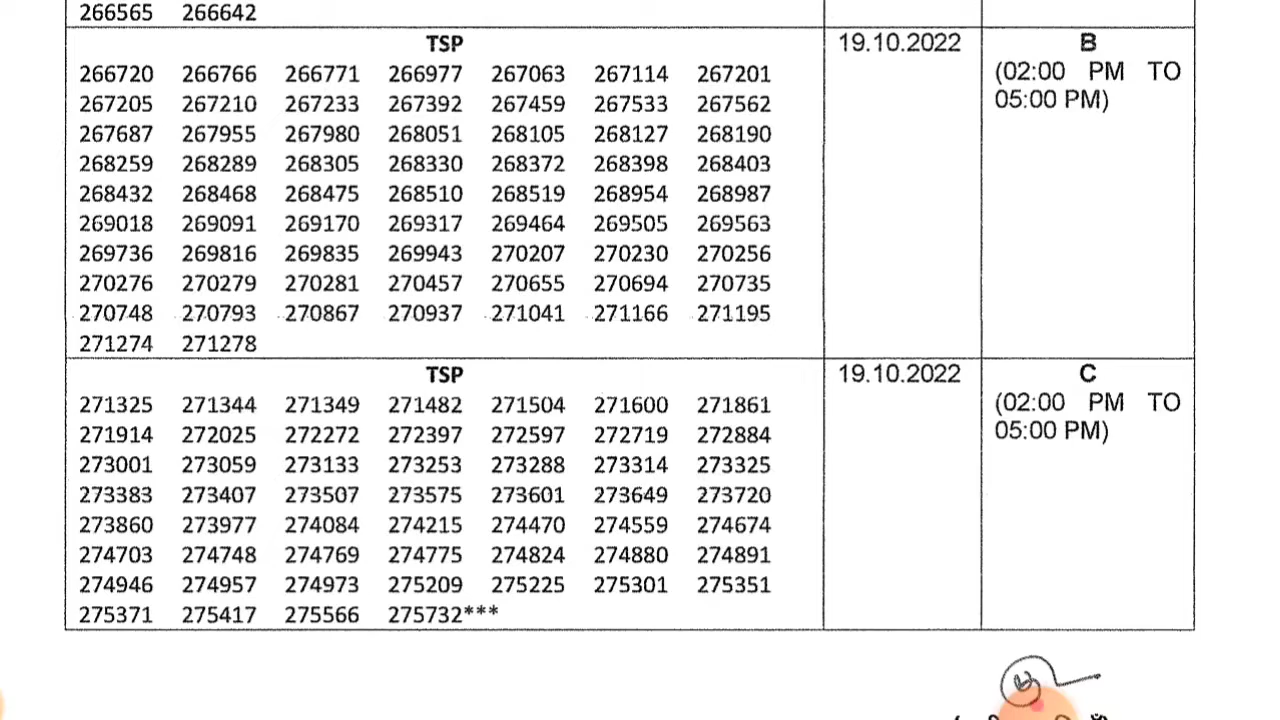 266565 266642
TSP 19.10.2022 B
266720 266766 266771 266977 267063 267114 267201 (02:00 PM TO
267205 267210 267233 267392 267459 267533 267562 05:00 PM)
267687 267955 267980 268051 268105 268127 268190
268259 268289 268305 268330 268372 268398 268403
268432 268468 268475 268510 268519 268954 268987
269018 269091 269170 269317 269464 269505 269563
269736 269816 269835 269943 270207 270230 270256
270276 270279 270281 270457 270655 270694 270735
270748 270793 270867 270937 271041 271166 271195
271274 271278
TSP 19.10.2022 C
271325 271344 271349 271482 271504 271600 271861 (02:00 PM TO
271914 272025 272272 272397 272597 272719 272884 05:00 PM)
273001 273059 273133 273253 273288 273314 273325
273383 273407 273507 273575 273601 273649 273720
273860 273977 274084 274215 274470 274559 274674
274703 274748 274769 274775 274824 274880 274891
274946 274957 274973 275209 275225 275301 275351
275371 275417 275566 275732***